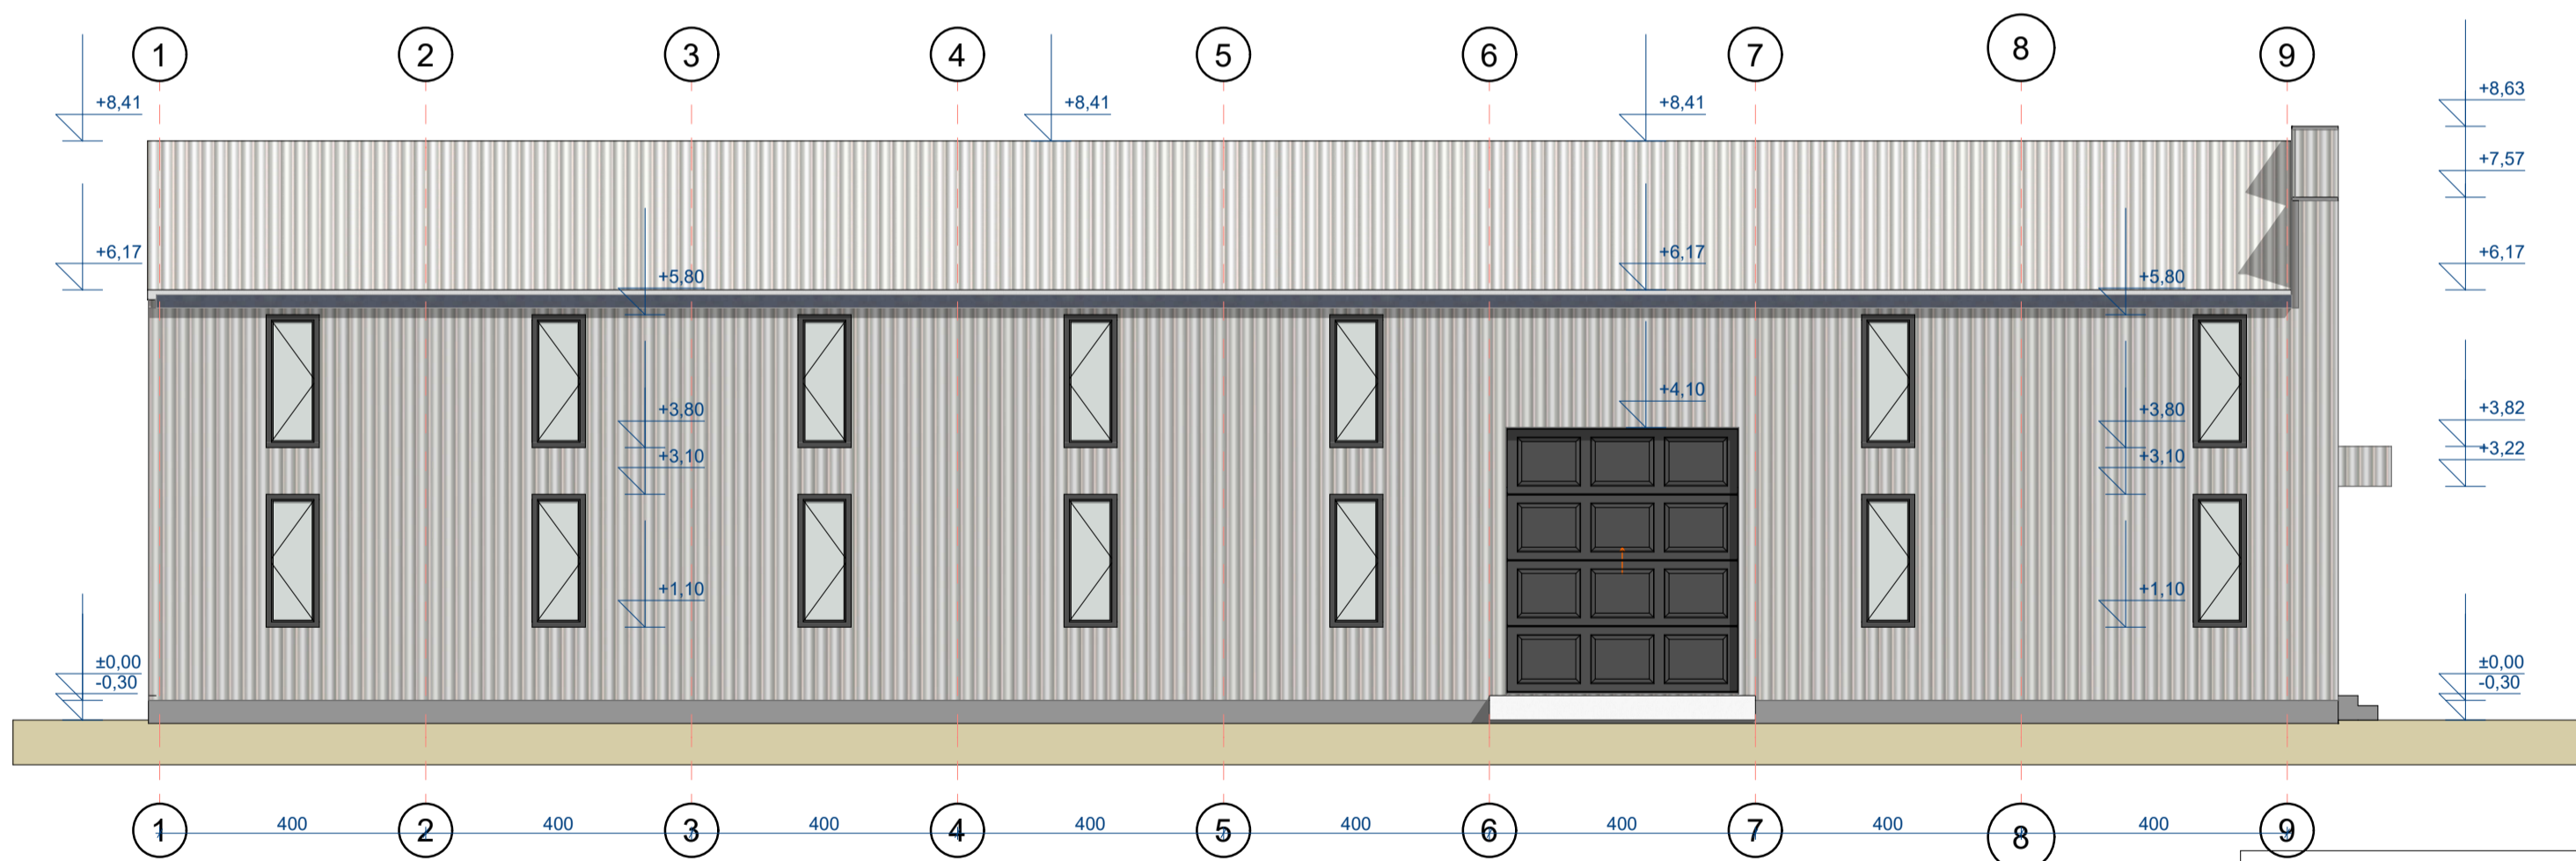 1 2 3 4 5 6 7 8 9
+8,63
+8,41 +8,41 +8,41
+7,57
+6,17 +6,17 +6,17
+5,80 +5,80
+4,10
+3,82
+3,80 +3,80
+3,22
+3,10 +3,10
+1,10 +1,10
±0,00 ±0,00
-0,30 -0,30
400 400 400 400 400 400 400 400
1 2 3 4 5 6 7 8 9